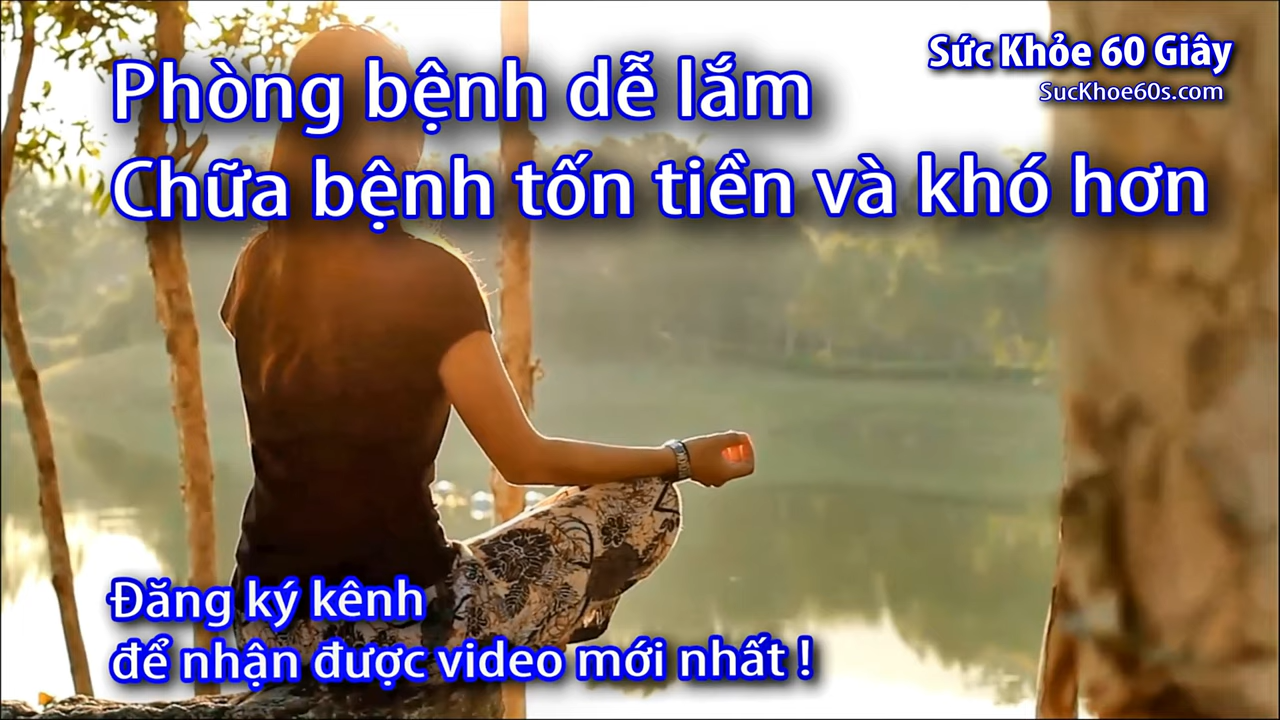 Sức Khỏe 60 Giây
SucKhoe60s.com
Phòng bệnh dễ lắm
Chữa bệnh tốn tiền và khó hơn
Đăng ký kênh
để nhận được video mới nhất !